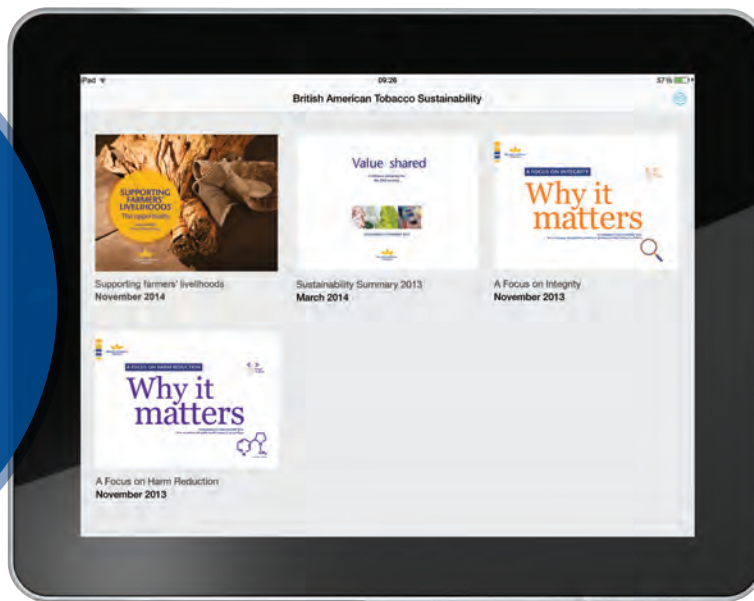 iPad
09:26
57%
British American Tobacco Sustainability
SUPPORTING
FARMERS'
LIVELIHOODS
The opportunity
Supporting farmers' livelihoods
November 2014
Value shared
Sustainability Summary 2013
March 2014
A FOCUS ON INTEGRITY
Why it
matters
A Focus on Integrity
November 2013
A FOCUS ON HARM REDUCTION
Why it
matters
A Focus on Harm Reduction
November 2013